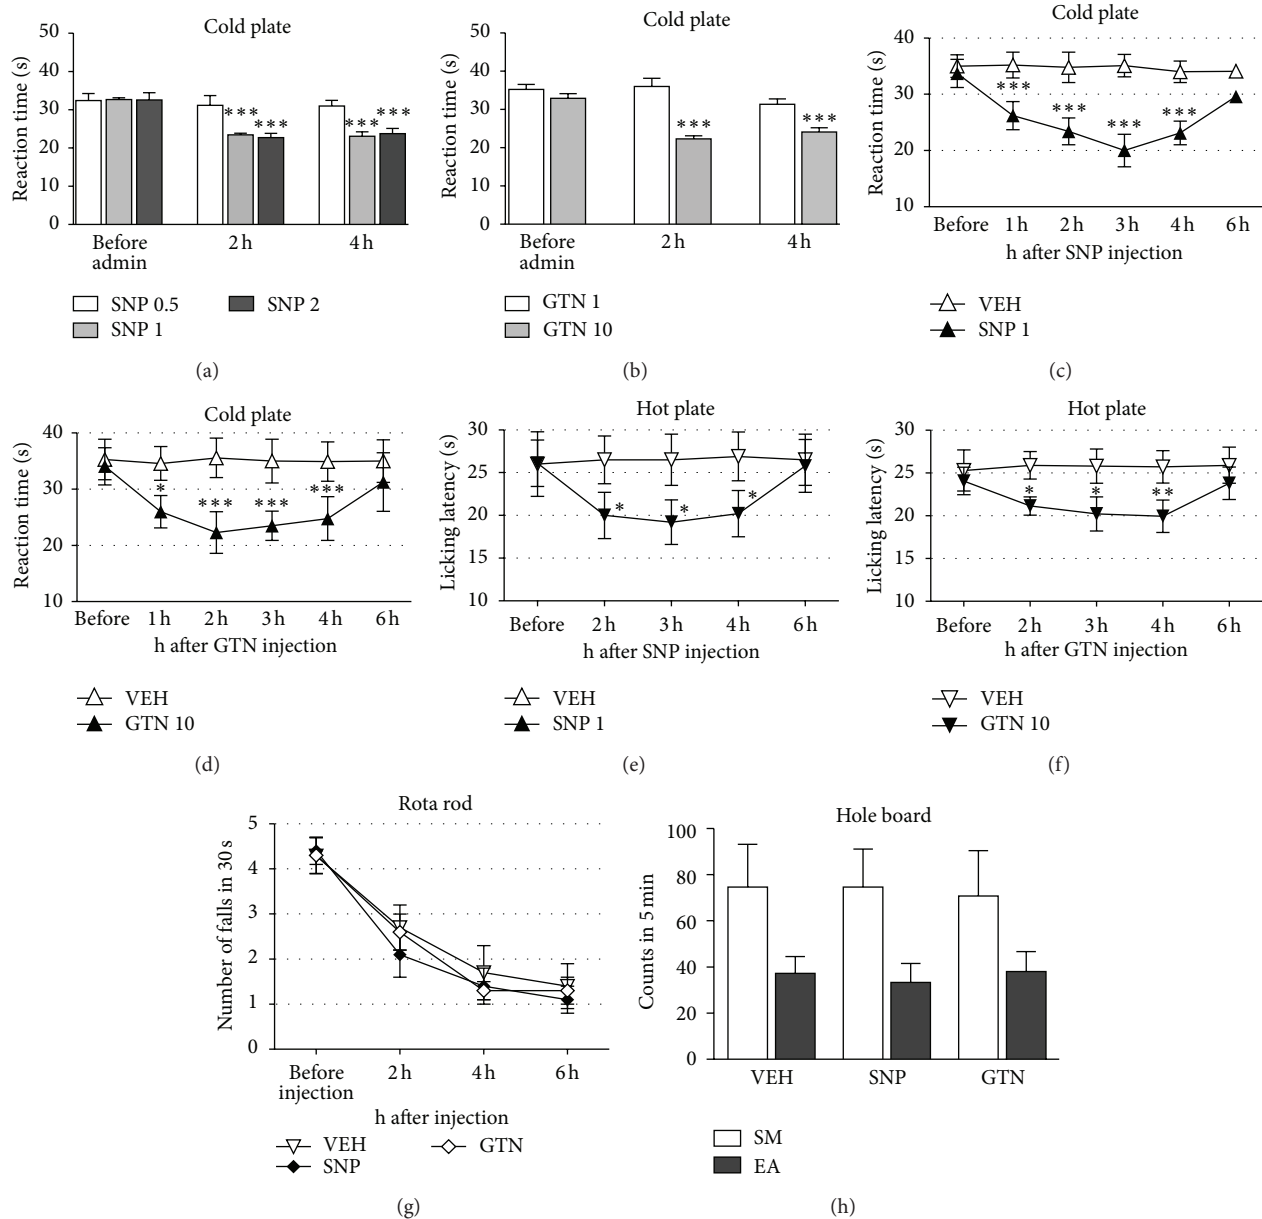 Cold plate
Reaction time (s)
50
40
30
20
10
0
***
***
***
***
Before admin
2 h
4 h
SNP 0.5
SNP 2
SNP 1
(a)
Cold plate
Reaction time (s)
50
40
30
20
10
0
***
***
Before admin
2 h
4 h
GTN 1
GTN 10
(b)
Cold plate
Reaction time (s)
40
30
20
10
***
***
***
***
Before 1 h 2 h 3 h 4 h 6 h
h after SNP injection
VEH
SNP 1
(c)
Cold plate
Reaction time (s)
40
30
20
10
*
***
***
***
Before 1 h 2 h 3 h 4 h 6 h
h after GTN injection
VEH
GTN 10
(d)
Hot plate
Licking latency (s)
30
25
20
15
10
*
*
*
Before 2 h 3 h 4 h 6 h
h after SNP injection
VEH
SNP 1
(e)
Hot plate
Licking latency (s)
30
25
20
15
10
*
*
**
Before 2 h 3 h 4 h 6 h
h after GTN injection
VEH
GTN 10
(f)
Rota rod
Number of falls in 30 s
5
4
3
2
1
0
Before injection
2 h
4 h
6 h
h after injection
VEH
GTN
SNP
(g)
Hole board
Counts in 5 min
100
80
60
40
20
0
VEH SNP GTN
SM
EA
(h)